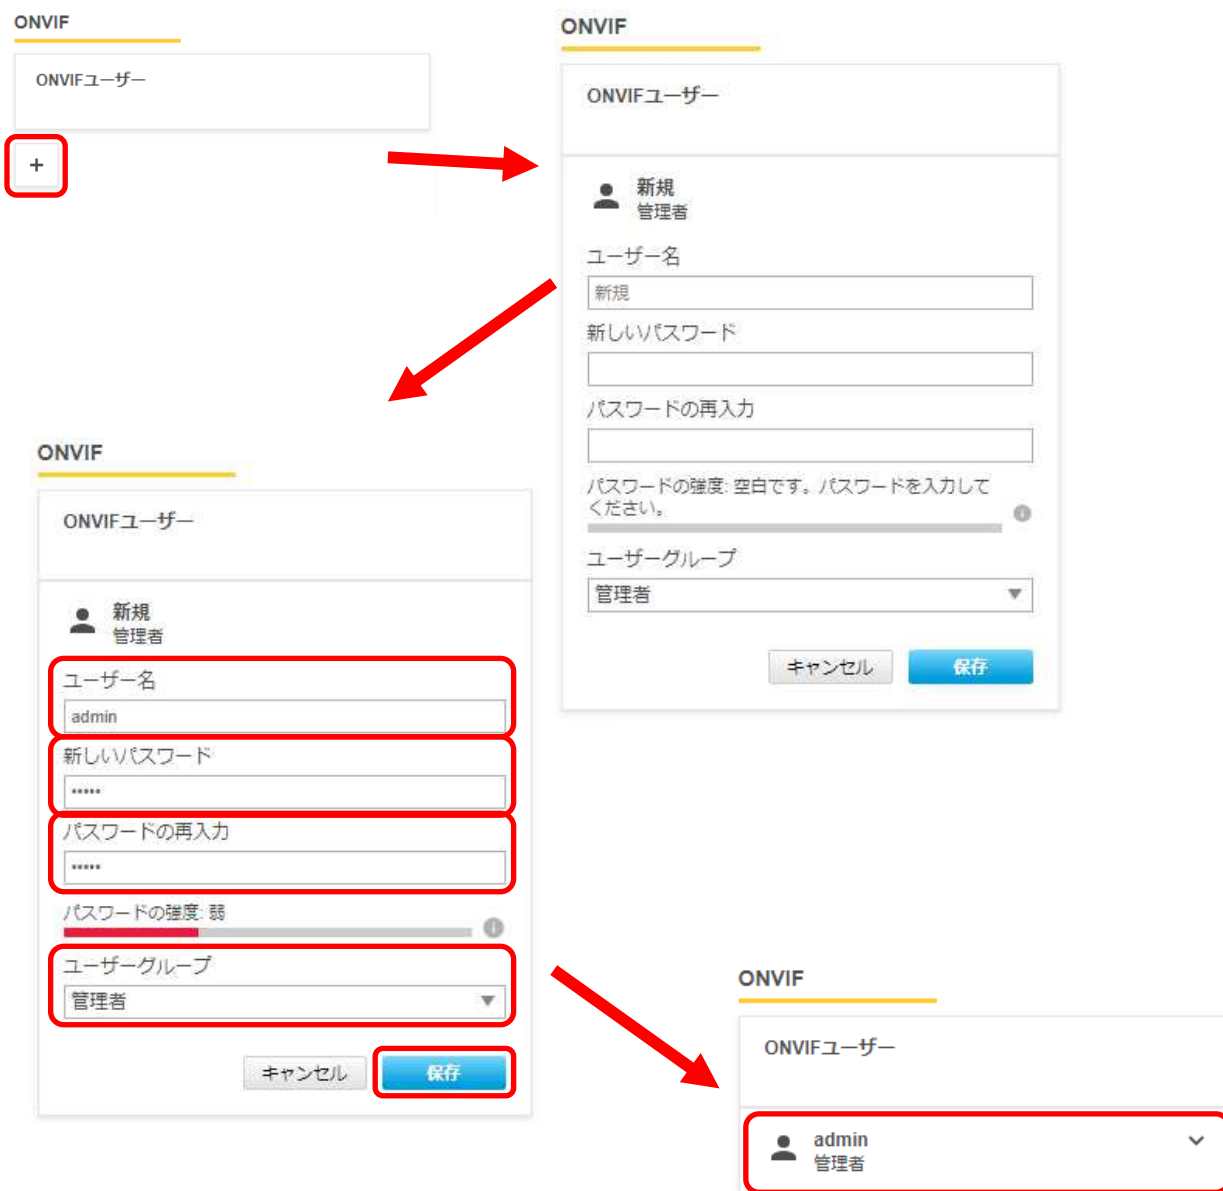 ONVIF
ONVIFユーザー
+
ONVIF
ONVIFユーザー
新規
管理者
ユーザー名
新規
新しいパスワード
パスワードの再入力
パスワードの強度: 空白です。パスワードを入力して
ください。
ユーザーグループ
管理者
キャンセル
保存
ONVIF
ONVIFユーザー
新規
管理者
ユーザー名
admin
新しいパスワード
•••••
パスワードの再入力
•••••
パスワードの強度: 弱
ユーザーグループ
管理者
キャンセル
保存
ONVIF
ONVIFユーザー
admin
管理者